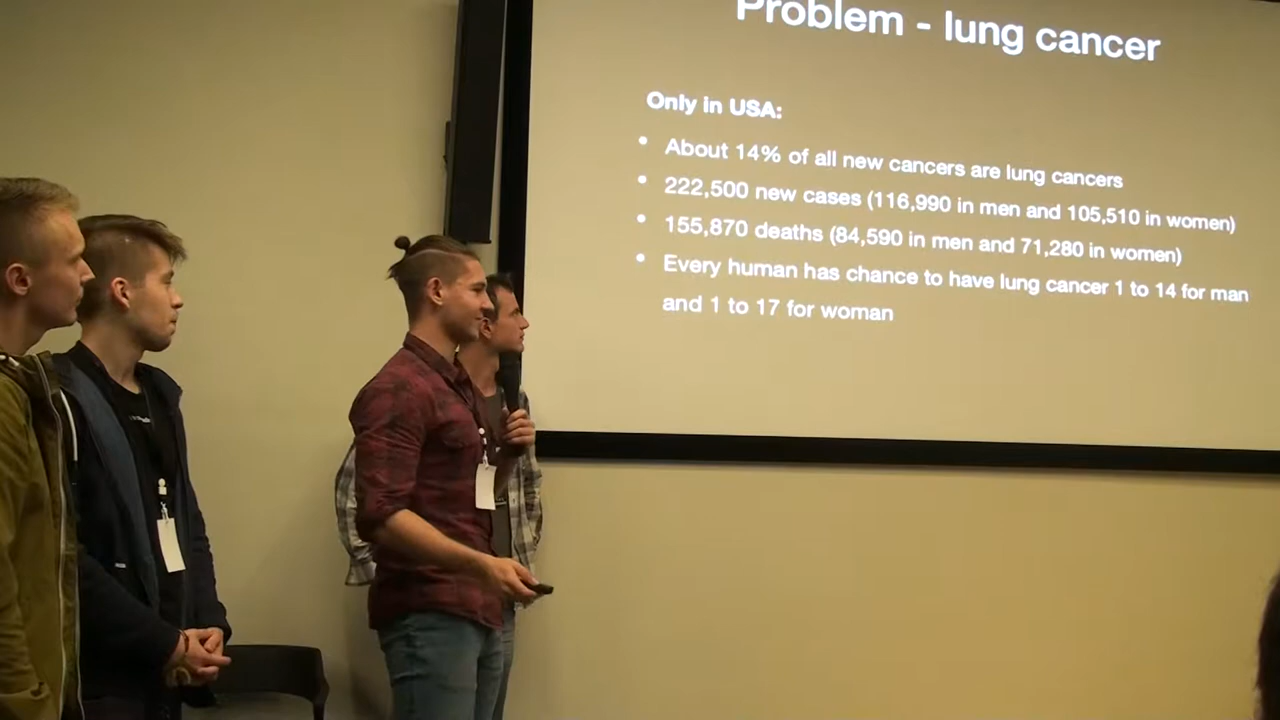 Problem - lung cancer
Only in USA:
• About 14% of all new cancers are lung cancers
• 222,500 new cases (116,990 in men and 105,510 in women)
• 155,870 deaths (84,590 in men and 71,280 in women)
• Every human has chance to have lung cancer 1 to 14 for man
and 1 to 17 for woman